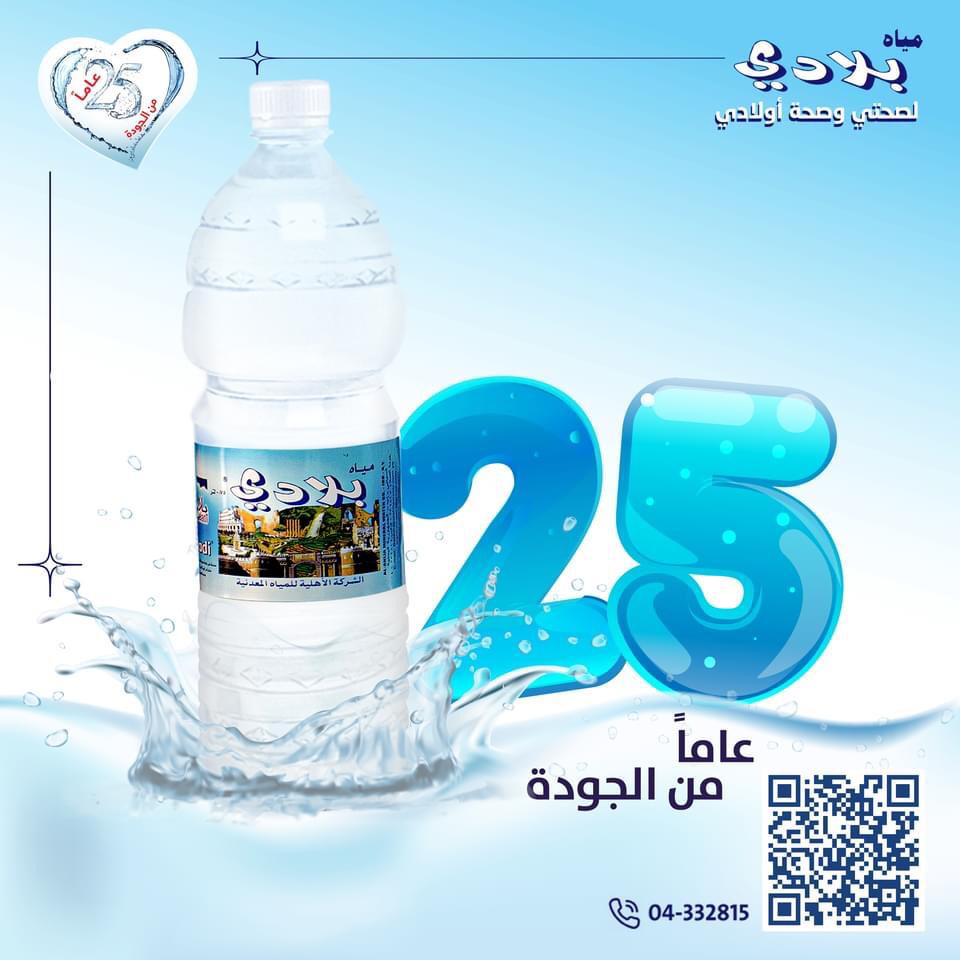 25
عاماً
من الجودة
مياه
بلادي
لصحتي وصحة أولادي
مياه
بلادي
الشركة الأهلية للمياه المعدنية
25
عاماً
من الجودة
04-332815